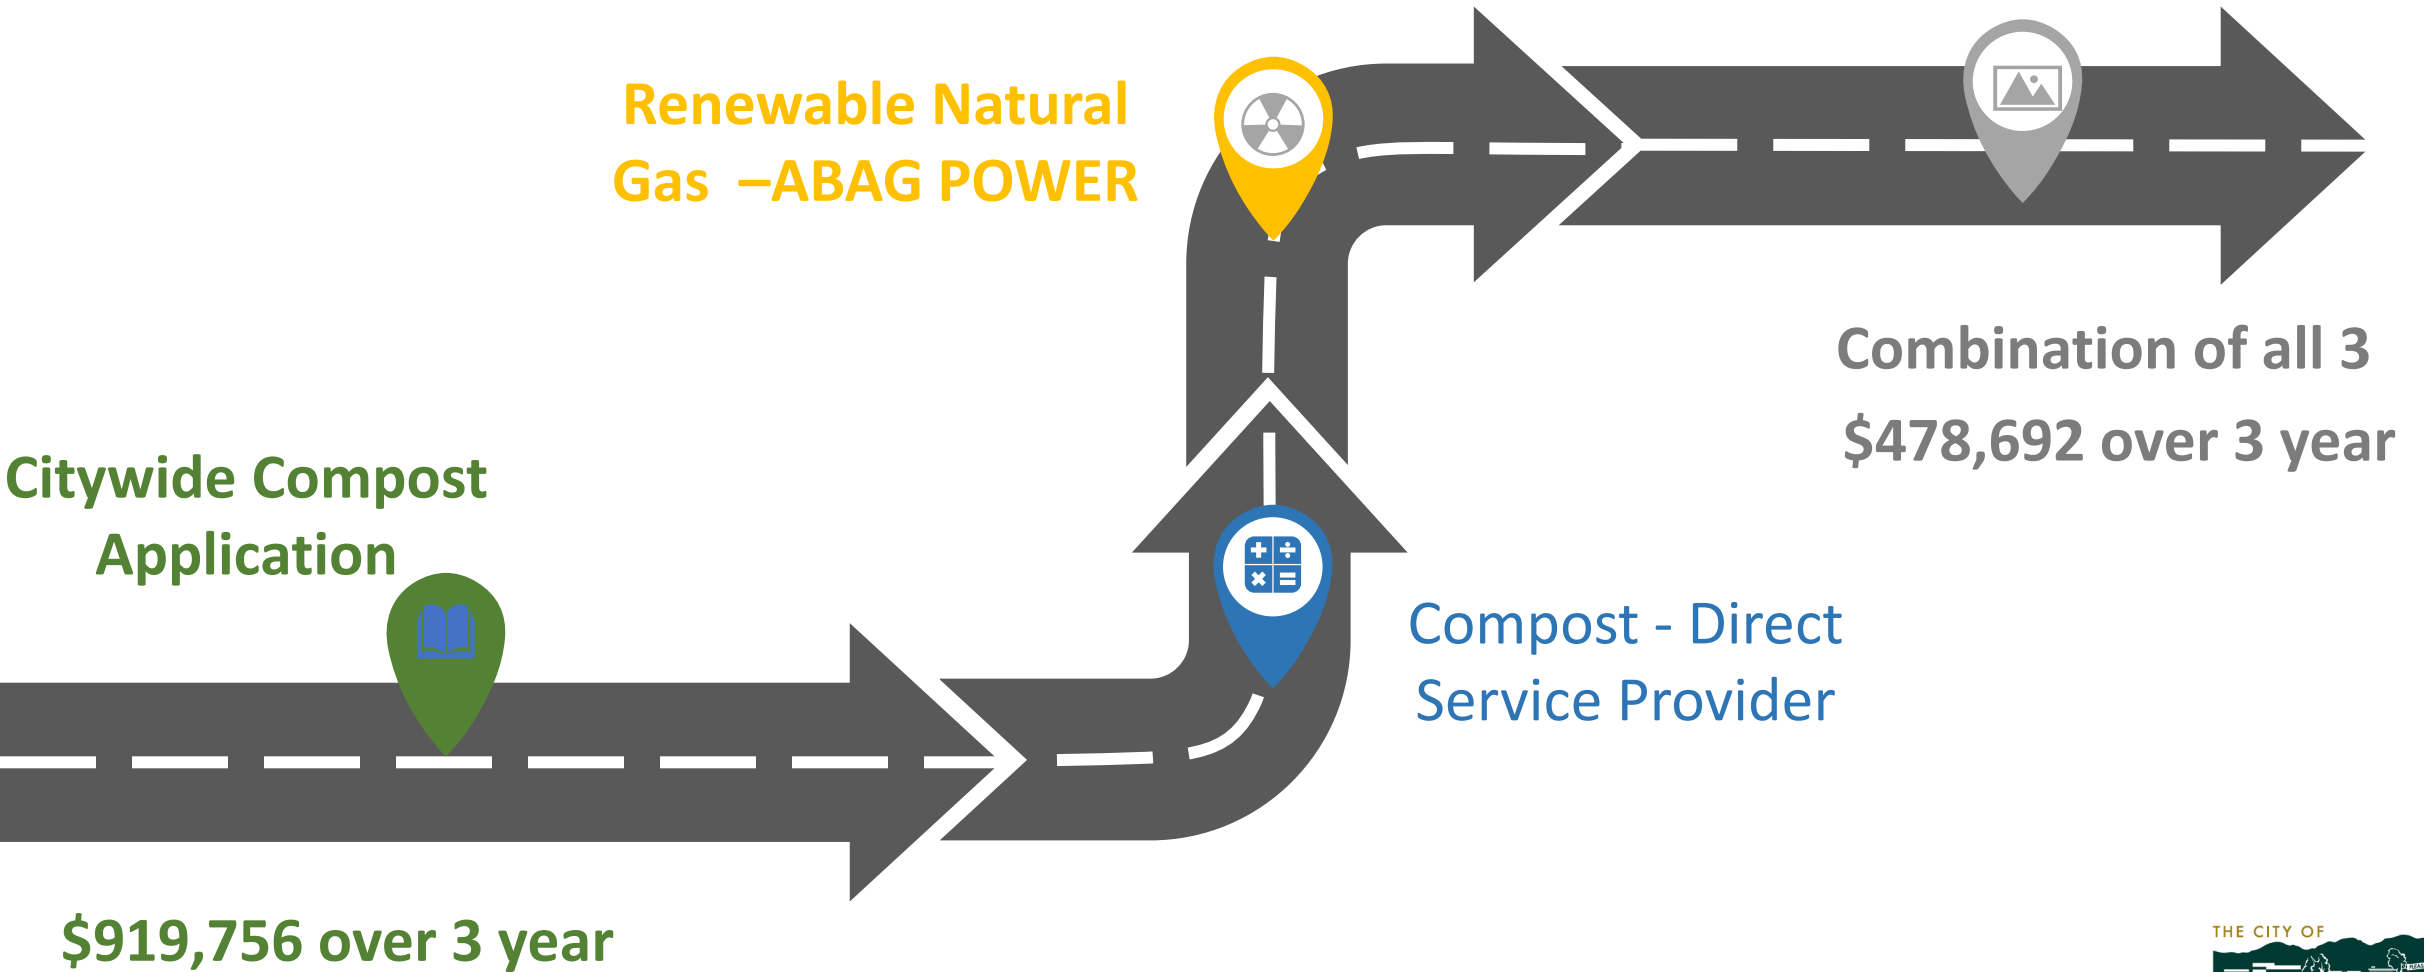 Renewable Natural
Gas –ABAG POWER
Combination of all 3
$478,692 over 3 year
Citywide Compost
Application
Compost - Direct
Service Provider
$919,756 over 3 year
THE CITY OF